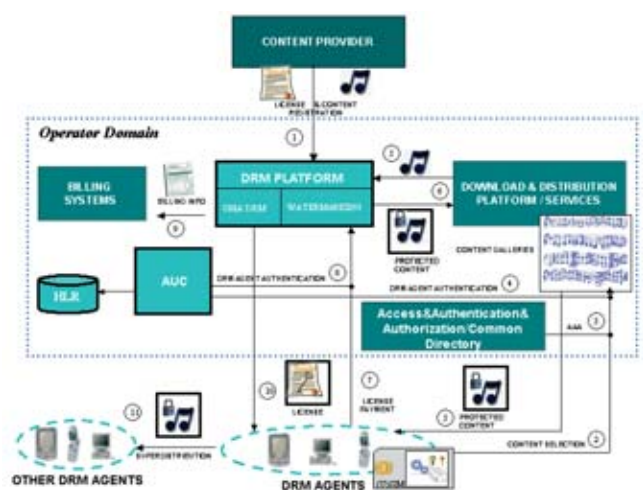 CONTENT PROVIDER
LICENSE & CONTENT
REGISTRATION
1
Operator Domain
BILLING
SYSTEMS
BILLING INFO
9
DRM PLATFORM
OMA DRM
WATERMARKING
5
6
PROTECTED
CONTENT
DOWNLOAD & DISTRIBUTION
PLATFORM / SERVICES
CONTENT GALLERIES
HLR
AUC
DRM AGENT AUTHENTICATION
8
DRM AGENT AUTHENTICATION
4
Access&Authentication&
Authorization/Common
Directory
AAA
3
10
LICENSE
7
LICENSE
PAYMENT
PROTECTED
CONTENT
CONTENT SELECTION
2
11
SUPERDISTRIBUTION
OTHER DRM AGENTS
DRM AGENTS